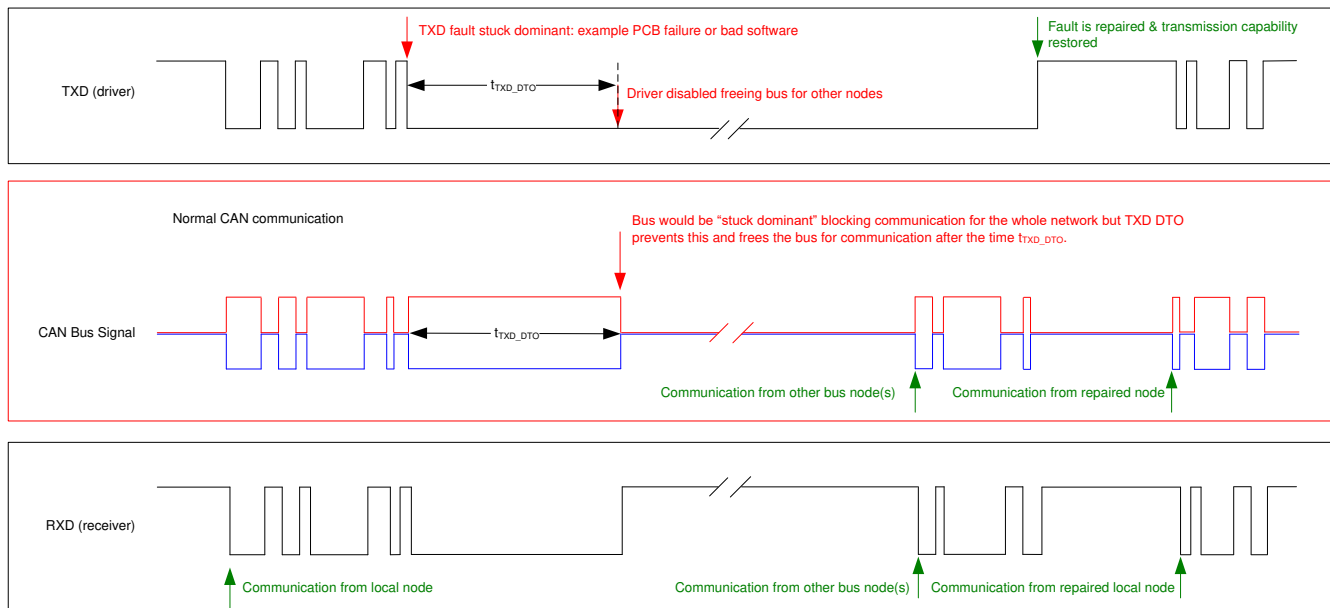 TXD fault stuck dominant: example PCB failure or bad software
Fault is repaired & transmission capability
restored
TXD (driver)
tTXD_DTO
Driver disabled freeing bus for other nodes
Normal CAN communication
Bus would be “stuck dominant” blocking communication for the whole network but TXD DTO
prevents this and frees the bus for communication after the time tTXD_DTO.
CAN Bus Signal
tTXD_DTO
Communication from other bus node(s)
Communication from repaired node
RXD (receiver)
Communication from local node
Communication from other bus node(s)
Communication from repaired local node